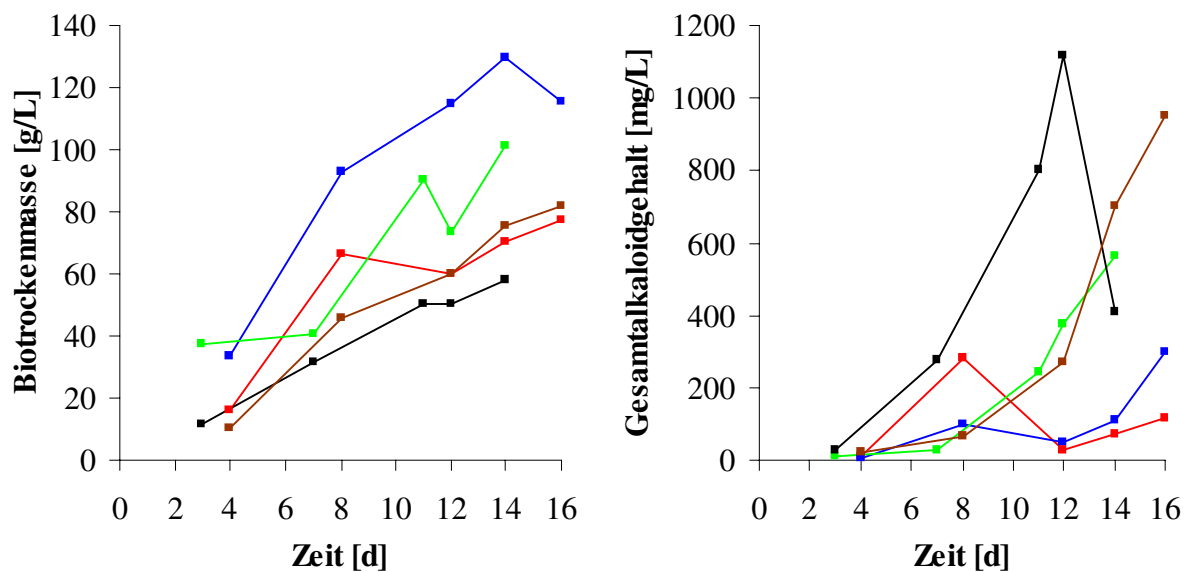 Biotrockenmasse [g/L]
140
120
100
80
60
40
20
0
0 2 4 6 8 10 12 14 16
Zeit [d]
Gesamtalkaloidgehalt [mg/L]
1200
1000
800
600
400
200
0
0 2 4 6 8 10 12 14 16
Zeit [d]